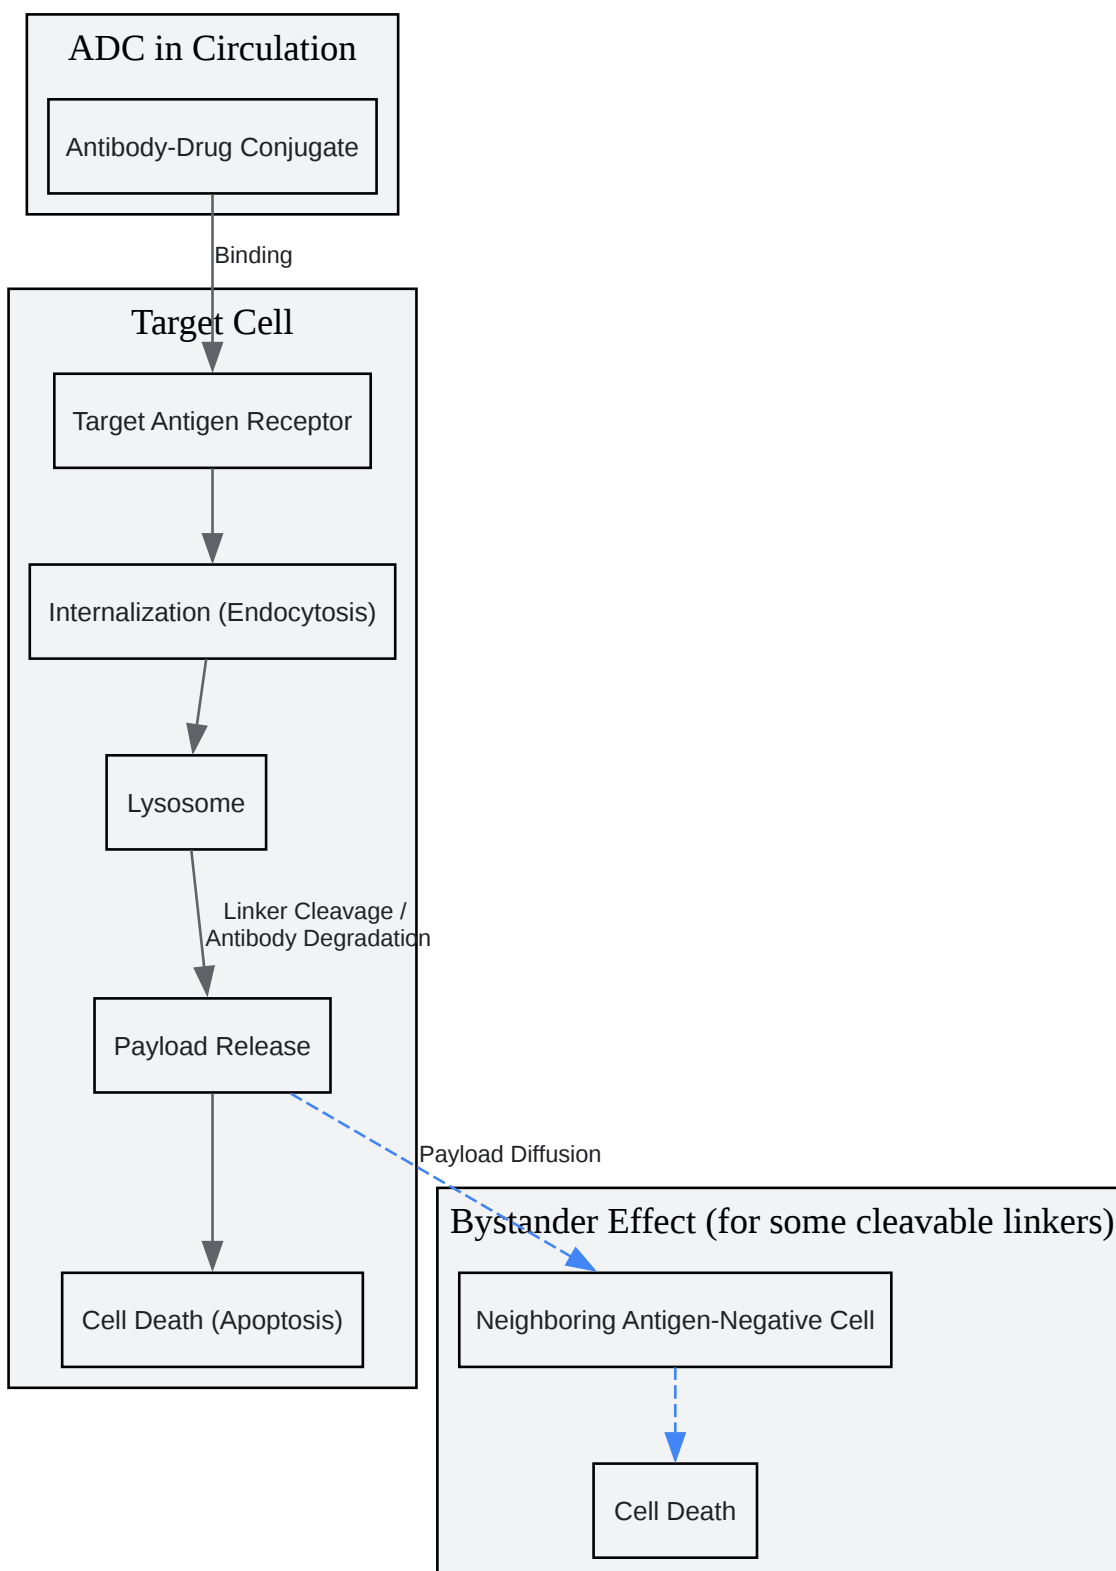 ADC in Circulation
Antibody-Drug Conjugate
Binding
Target Cell
Target Antigen Receptor
Internalization (Endocytosis)
Lysosome
Linker Cleavage /
Antibody Degradation
Payload Release
Payload Diffusion
Cell Death (Apoptosis)
Bystander Effect (for some cleavable linkers)
Neighboring Antigen-Negative Cell
Cell Death